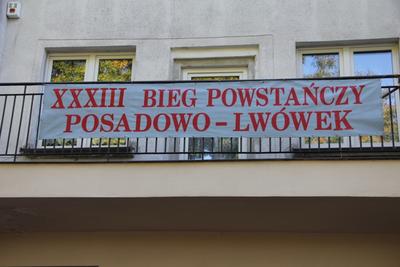 XXXIII BIEG POWSTAŃCZY
POSADOWO – LWÓWEK